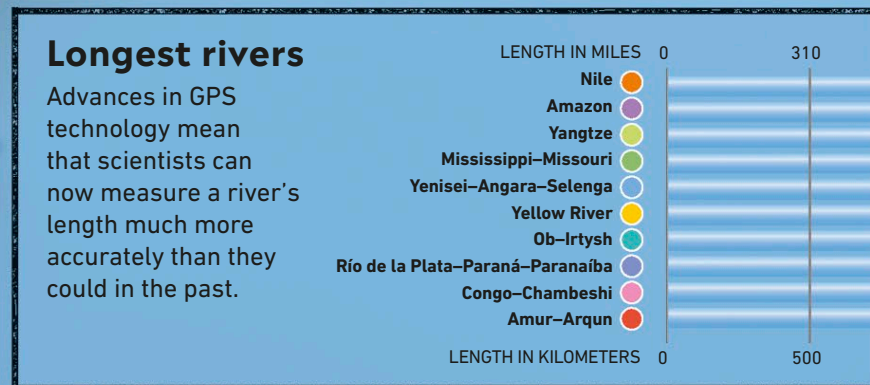 Longest rivers
Advances in GPS
technology mean
that scientists can
now measure a river's
length much more
accurately than they
could in the past.
LENGTH IN MILES 0 310
Nile
Amazon
Yangtze
Mississippi–Missouri
Yenisei–Angara–Selenga
Yellow River
Ob–Irtysh
Río de la Plata–Paraná–Paranaíba
Congo–Chambeshi
Amur–Arqun
LENGTH IN KILOMETERS 0 500